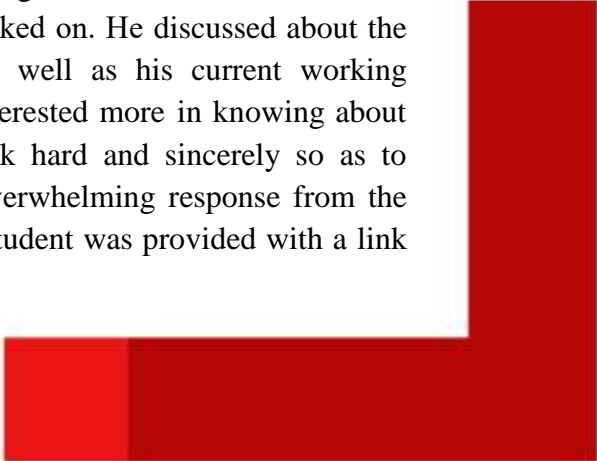 ked on. He discussed about the
well as his current working
erested more in knowing about
k hard and sincerely so as to
verwhelming response from the
tudent was provided with a link